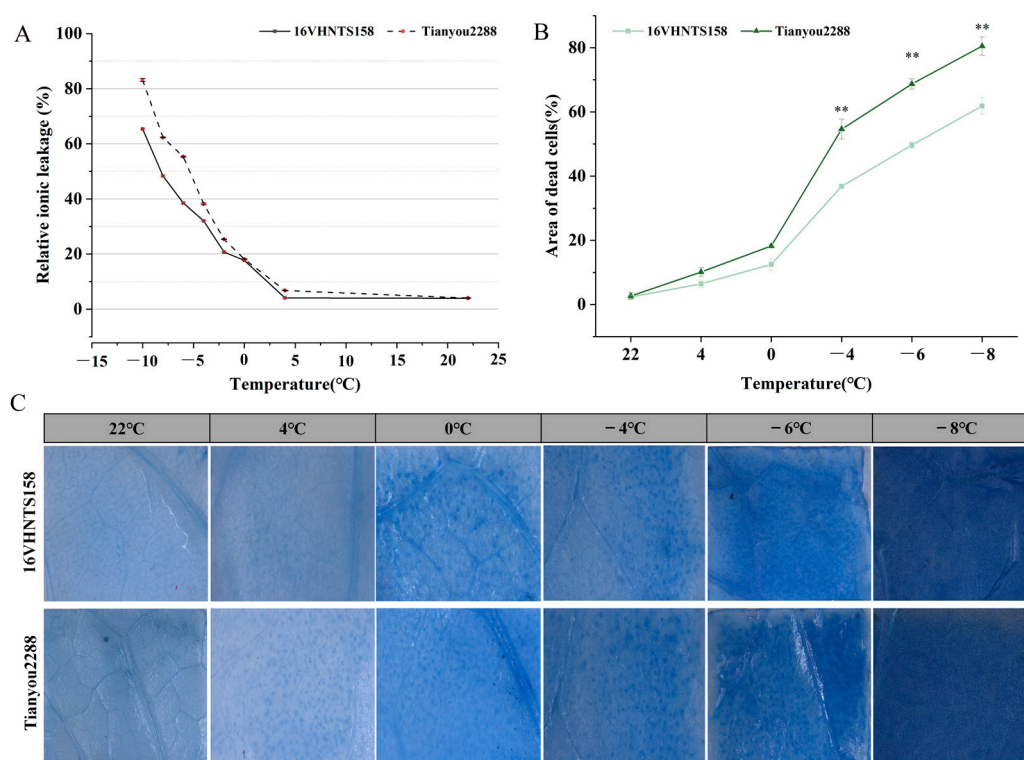 A
16VHNTS158
Tianyou2288
Relative ionic leakage (%)
100
80
60
40
20
0
−15
−10
−5
0
5
10
15
20
25
Temperature(℃)
B
16VHNTS158
Tianyou2288
Area of dead cells(%)
80
60
40
20
0
**
**
**
22
4
0
−4
−6
−8
Temperature(℃)
C
22℃
4℃
0℃
−4℃
−6℃
−8℃
16VHNTS158
Tianyou2288